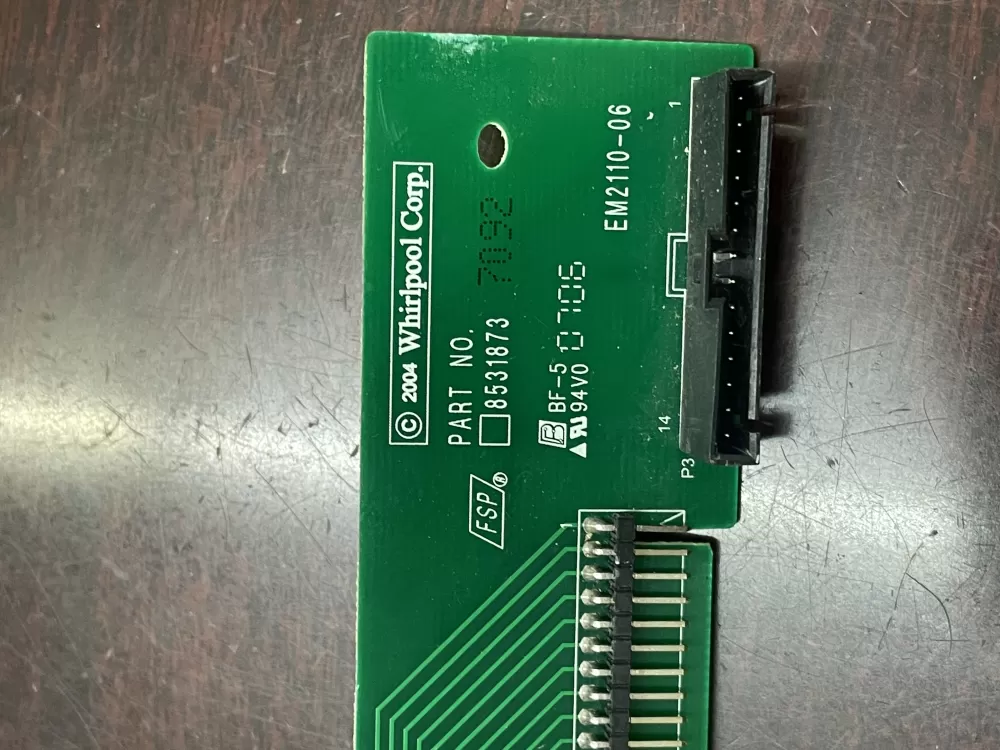 © 2004 Whirlpool Corp.
PART NO.
8531873 7092
FSP®
BF-5
94V0 0706
EM2110-06
1
14
P3